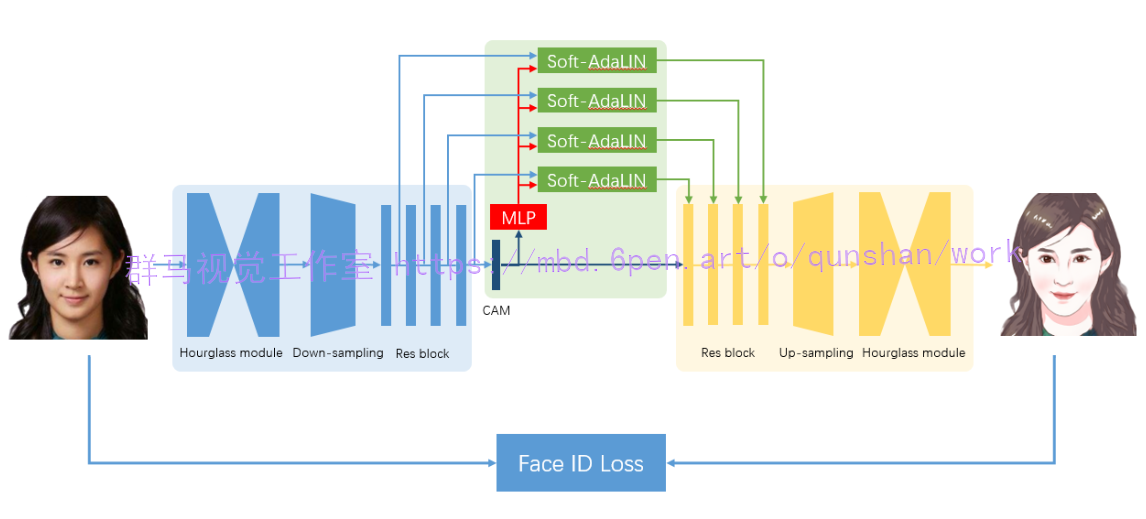 Soft-AdaLIN
Soft-AdaLIN
Soft-AdaLIN
Soft-AdaLIN
MLP
群马视觉工作室 https://mbd.6pen.art/o/qunshan/work
CAM
Hourglass module
Down-sampling
Res block
Res block
Up-sampling
Hourglass module
Face ID Loss